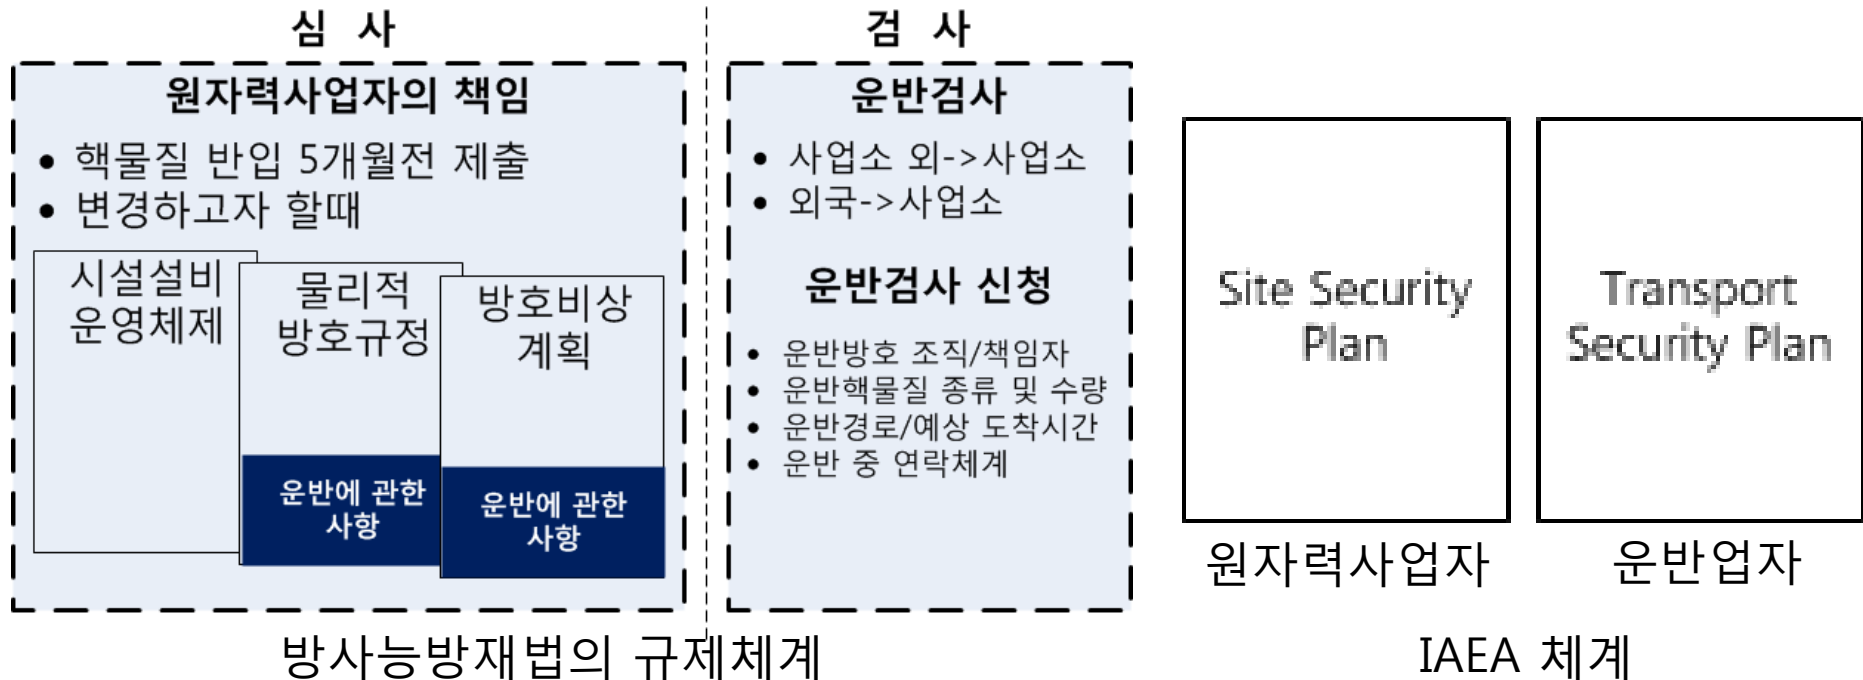 심 사
원자력사업자의 책임
• 핵물질 반입 5개월전 제출
• 변경하고자 할때
시설설비
운영체제
물리적
방호규정
운반에 관한
사항
방호비상
계획
운반에 관한
사항
검 사
운반검사
• 사업소 외->사업소
• 외국->사업소
운반검사 신청
• 운반방호 조직/책임자
• 운반핵물질 종류 및 수량
• 운반경로/예상 도착시간
• 운반 중 연락체계
방사능방재법의 규제체계
Site Security
Plan
원자력사업자
Transport
Security Plan
운반업자
IAEA 체계